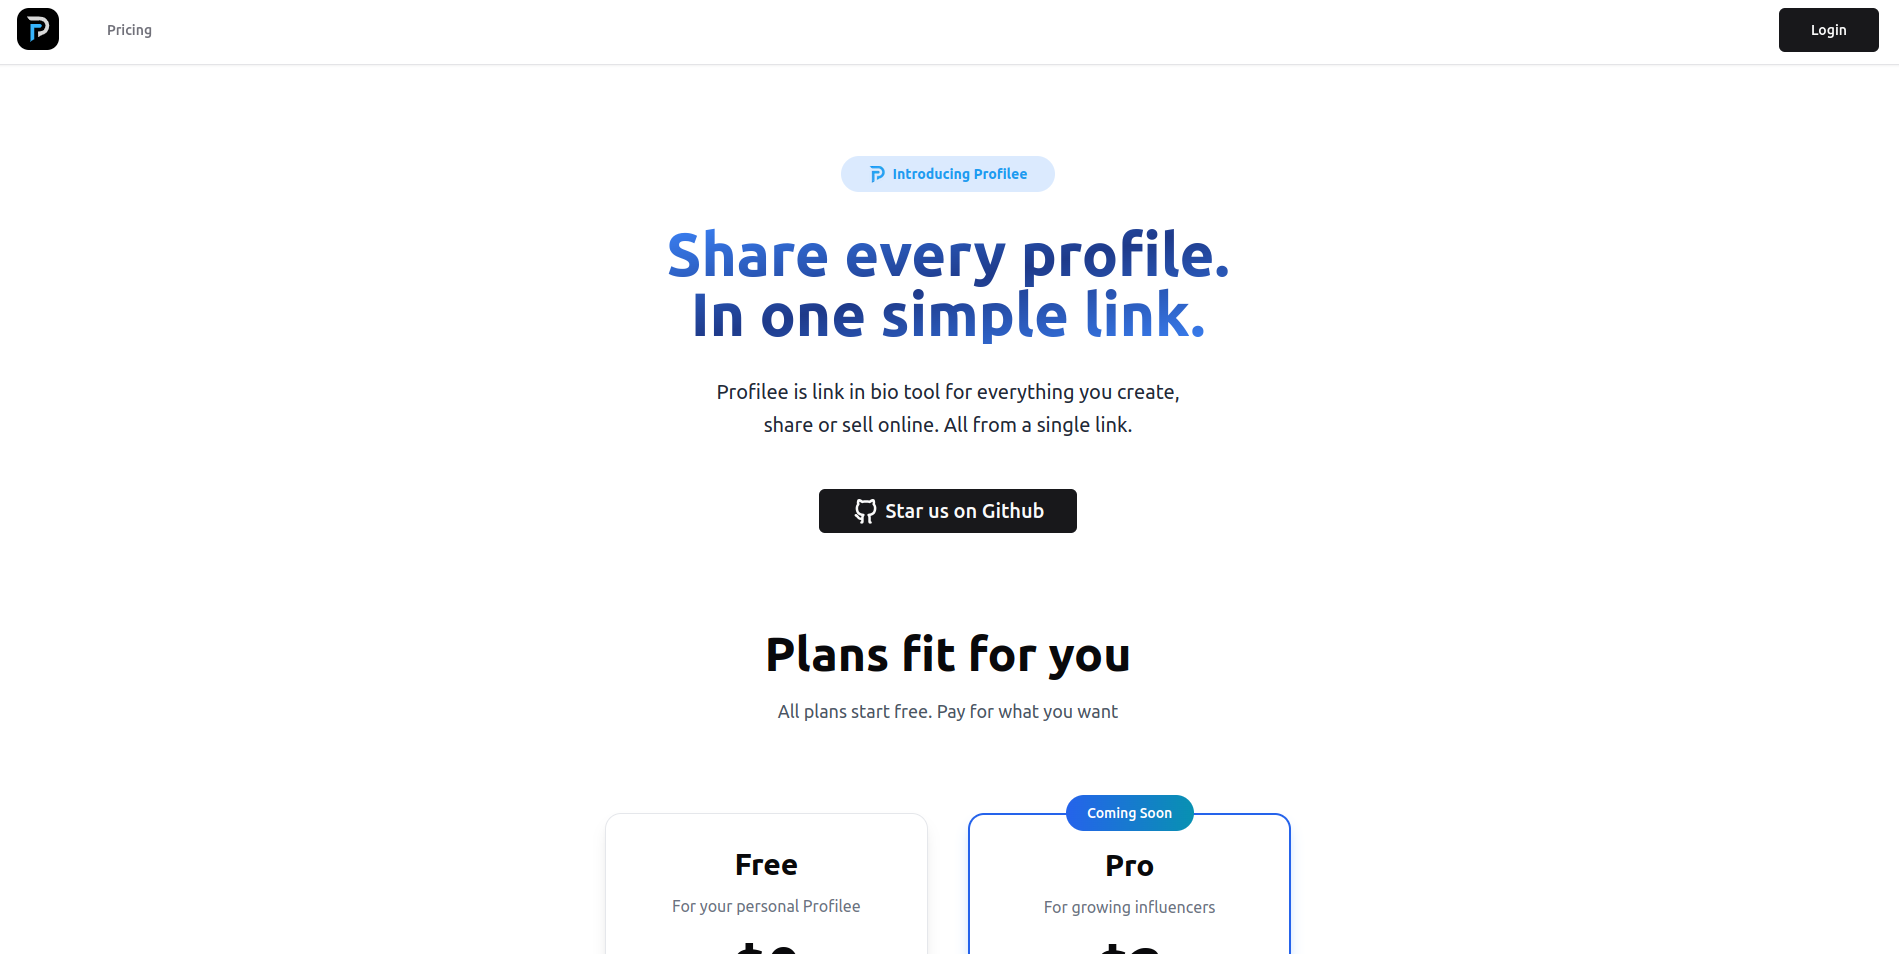 Pricing
Login
Introducing Profilee
Share every profile.
In one simple link.
Profilee is link in bio tool for everything you create,
share or sell online. All from a single link.
Star us on Github
Plans fit for you
All plans start free. Pay for what you want
Coming Soon
Free
Pro
For your personal Profilee
For growing influencers